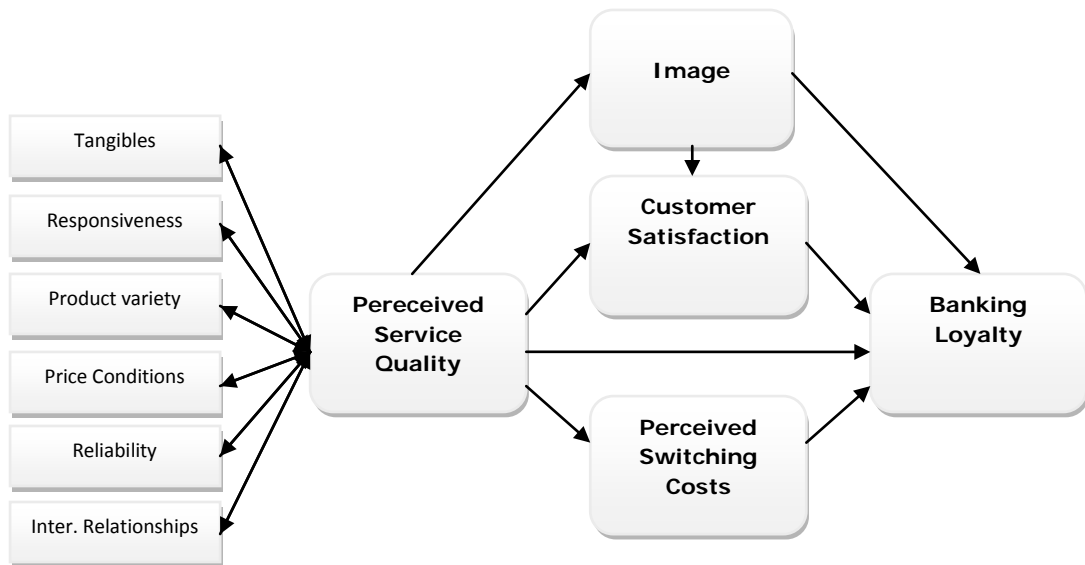 Tangibles
Responsiveness
Product variety
Price Conditions
Reliability
Inter. Relationships
Pereceived
Service
Quality
Image
Customer
Satisfaction
Perceived
Switching
Costs
Banking
Loyalty